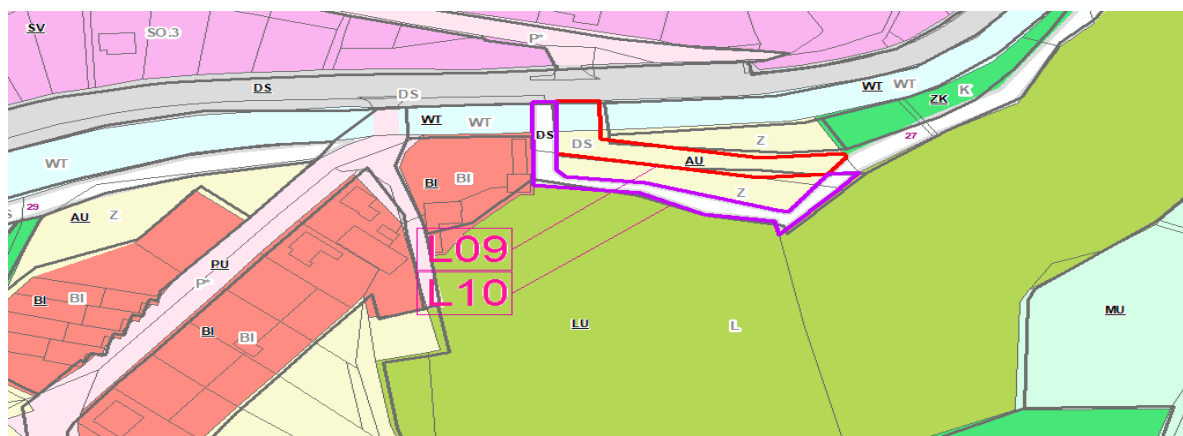 SV
SO.3
P*
DS
DS
WT
WT
ZK
K
WT
WT
DS
DS
Z
27
AU
WT
BI
BI
Z
29
AU
Z
S
L09
PU
P*
L10
BI
BI
BI
BI
LU
L
MU